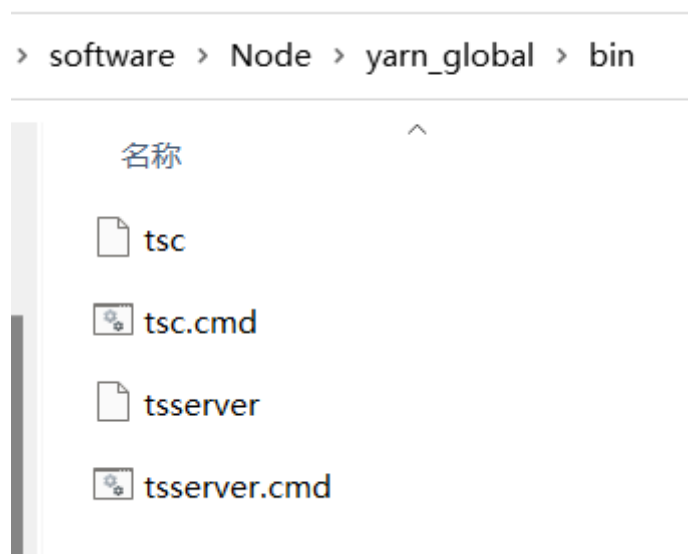 > software > Node > yarn_global > bin
名称
tsc
tsc.cmd
tsserver
tsserver.cmd